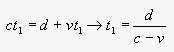 ct₁ = d + vt₁ → t₁ = d / (c − v)